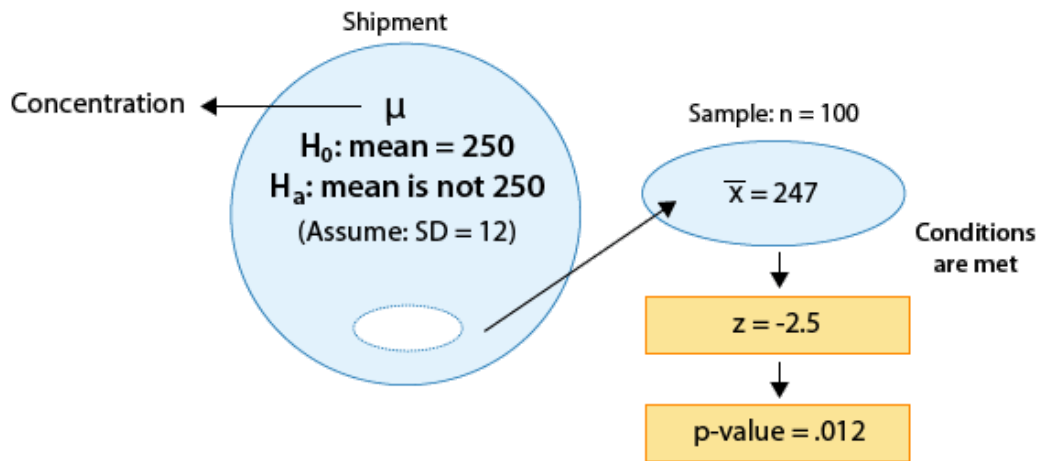 Shipment
Concentration
μ
H₀: mean = 250
Hₐ: mean is not 250
(Assume: SD = 12)
Sample: n = 100
x̄ = 247
Conditions
are met
z = -2.5
p-value = .012